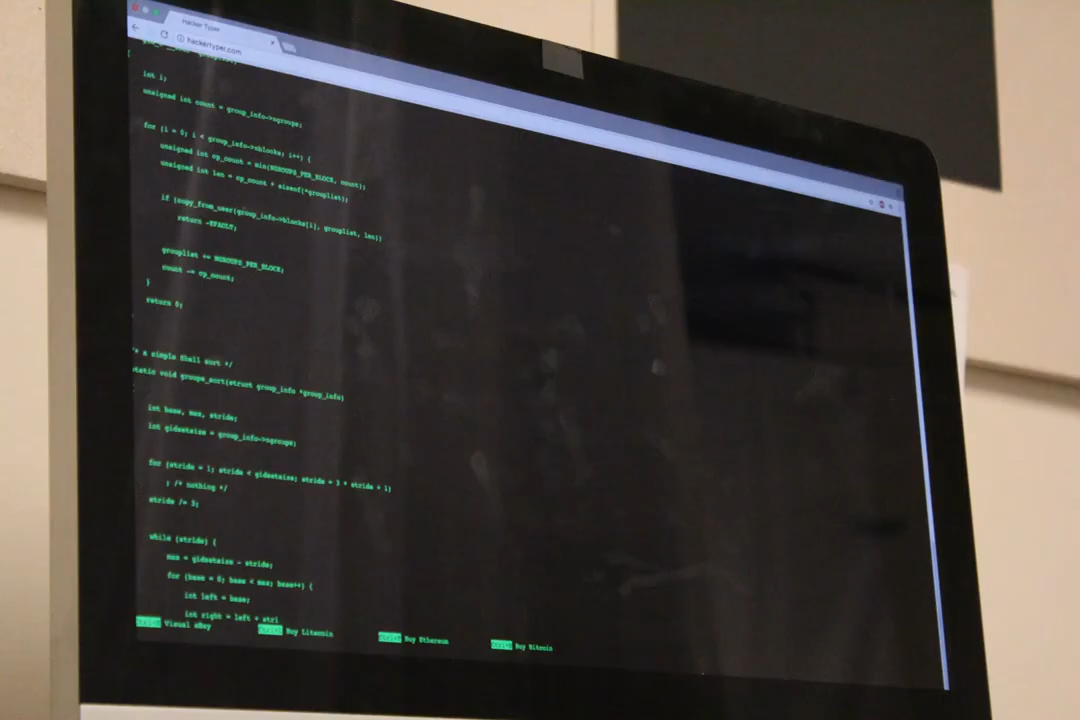 Hacker Typer
hackertyper.com
int i;
unsigned int count = group_info->ngroups;
for (i = 0; i < group_info->nblocks; i++) {
unsigned int cp_count = min(NGROUPS_PER_BLOCK, count);
unsigned int len = cp_count * sizeof(*grouplist);
if (copy_from_user(group_info->blocks[i], grouplist, len))
return -EFAULT;
grouplist += NGROUPS_PER_BLOCK;
count -= cp_count;
}
return 0;
/* a simple Shell sort */
static void groups_sort(struct group_info *group_info)
int base, max, stride;
int gidsetsize = group_info->ngroups;
for (stride = 1; stride < gidsetsize; stride = 3 * stride + 1)
; /* nothing */
stride /= 3;
while (stride) {
max = gidsetsize - stride;
for (base = 0; base < max; base++) {
int left = base;
int right = left + stri
Visual eBay Buy Litecoin Buy Ethereum Buy Bitcoin